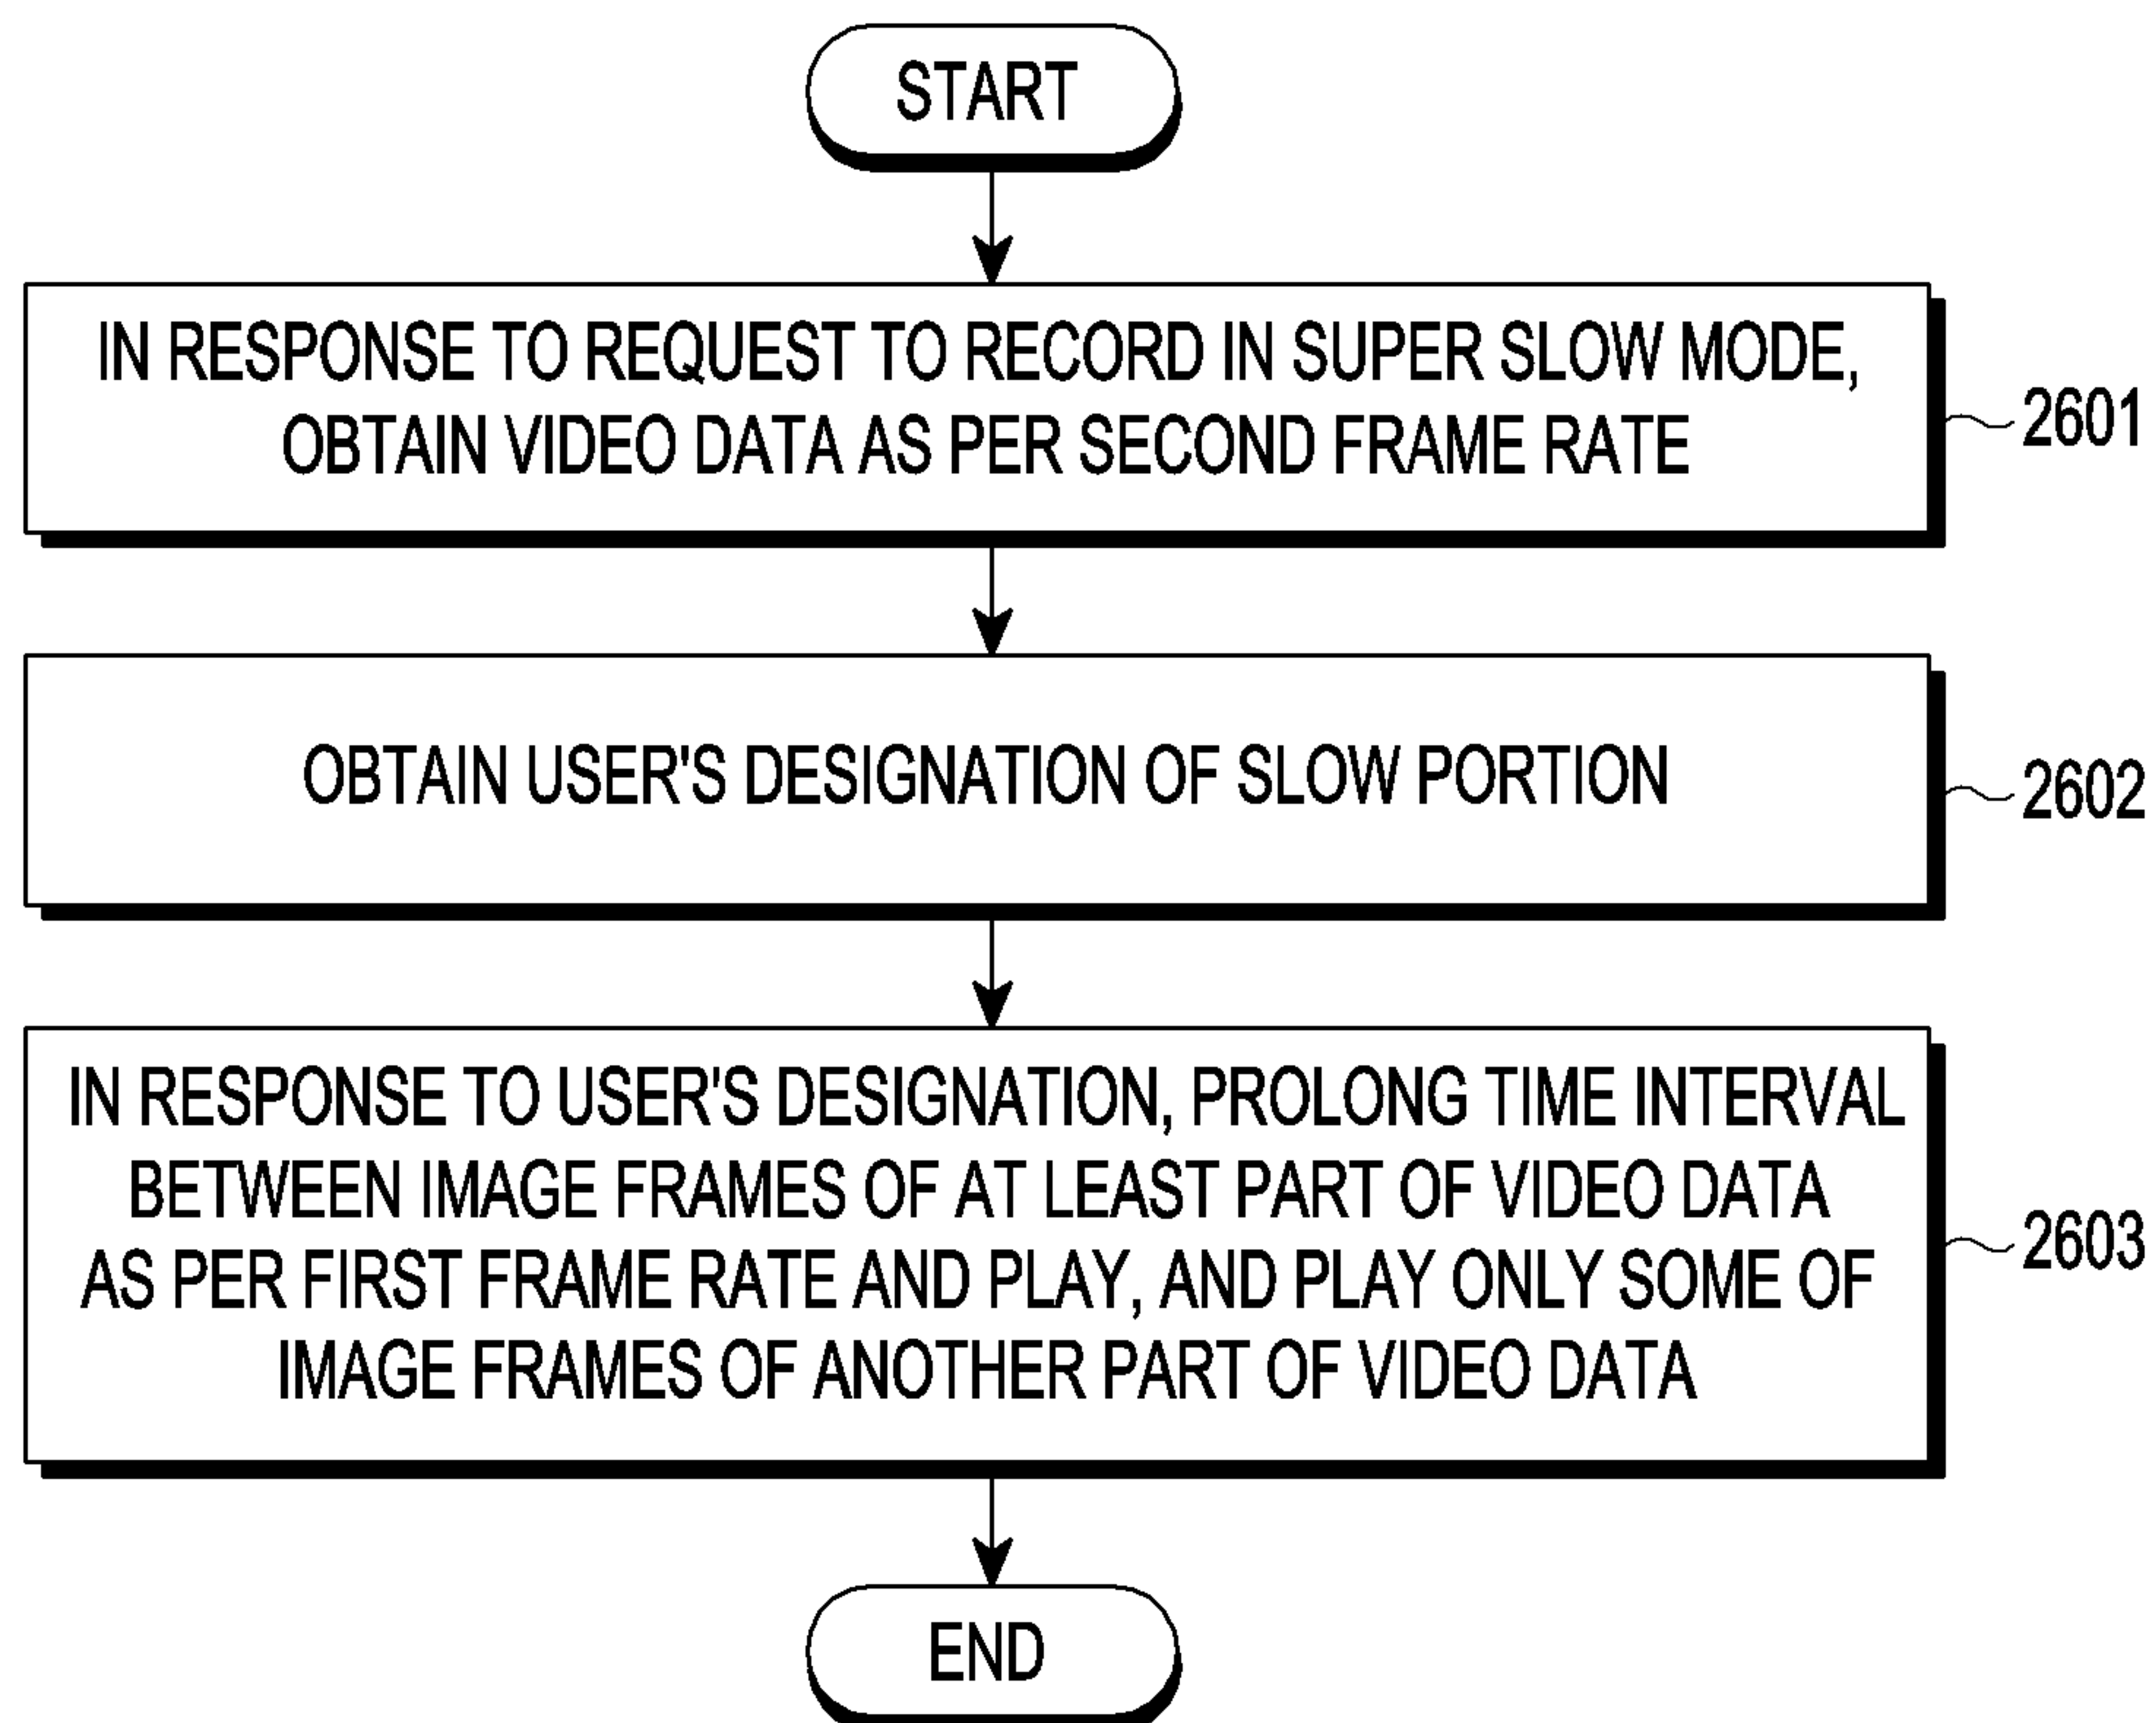 START
IN RESPONSE TO REQUEST TO RECORD IN SUPER SLOW MODE,
OBTAIN VIDEO DATA AS PER SECOND FRAME RATE
2601
OBTAIN USER'S DESIGNATION OF SLOW PORTION
2602
IN RESPONSE TO USER'S DESIGNATION, PROLONG TIME INTERVAL
BETWEEN IMAGE FRAMES OF AT LEAST PART OF VIDEO DATA
AS PER FIRST FRAME RATE AND PLAY, AND PLAY ONLY SOME OF
IMAGE FRAMES OF ANOTHER PART OF VIDEO DATA
2603
END